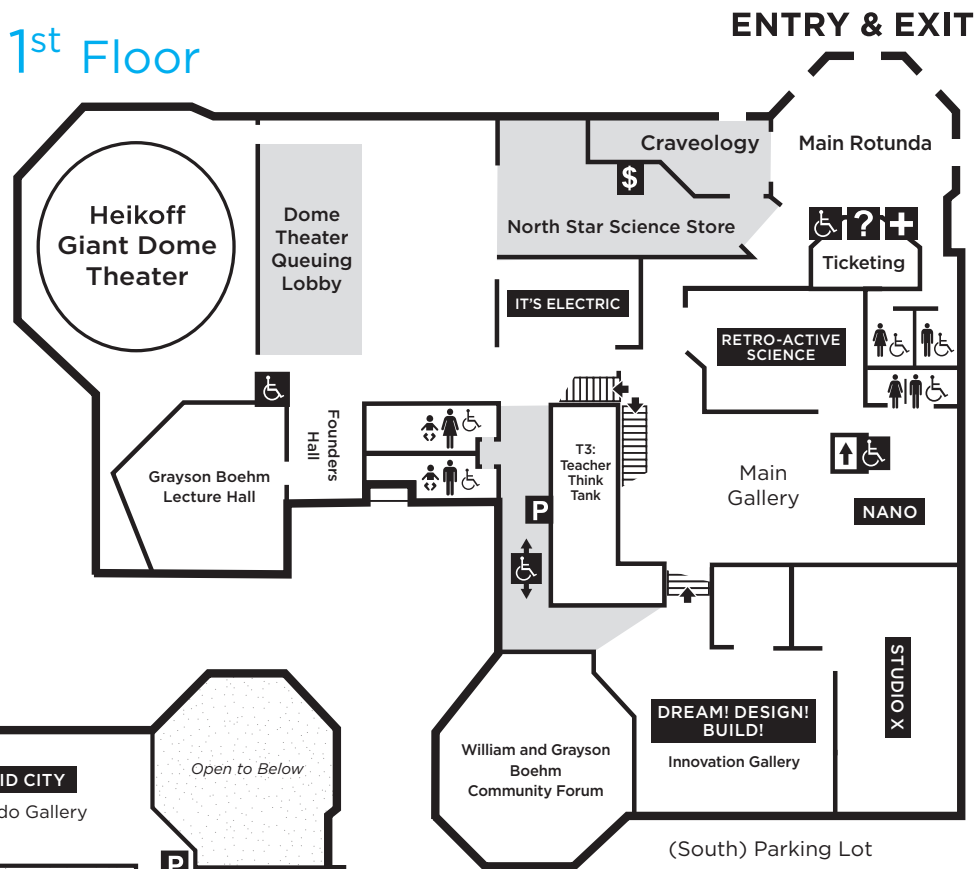 ENTRY & EXIT
1st Floor
Craveology
Main Rotunda
$
Heikoff
Giant Dome
Theater
Dome
Theater
Queuing
Lobby
North Star Science Store
?
Ticketing
IT'S ELECTRIC
RETRO-ACTIVE
SCIENCE
Founders
Hall
Grayson Boehm
Lecture Hall
T3:
Teacher
Think
Tank
Main
Gallery
P
NANO
STUDIO X
DREAM! DESIGN!
BUILD!
Innovation Gallery
William and Grayson
Boehm
Community Forum
Open to Below
ID CITY
do Gallery
(South) Parking Lot
P